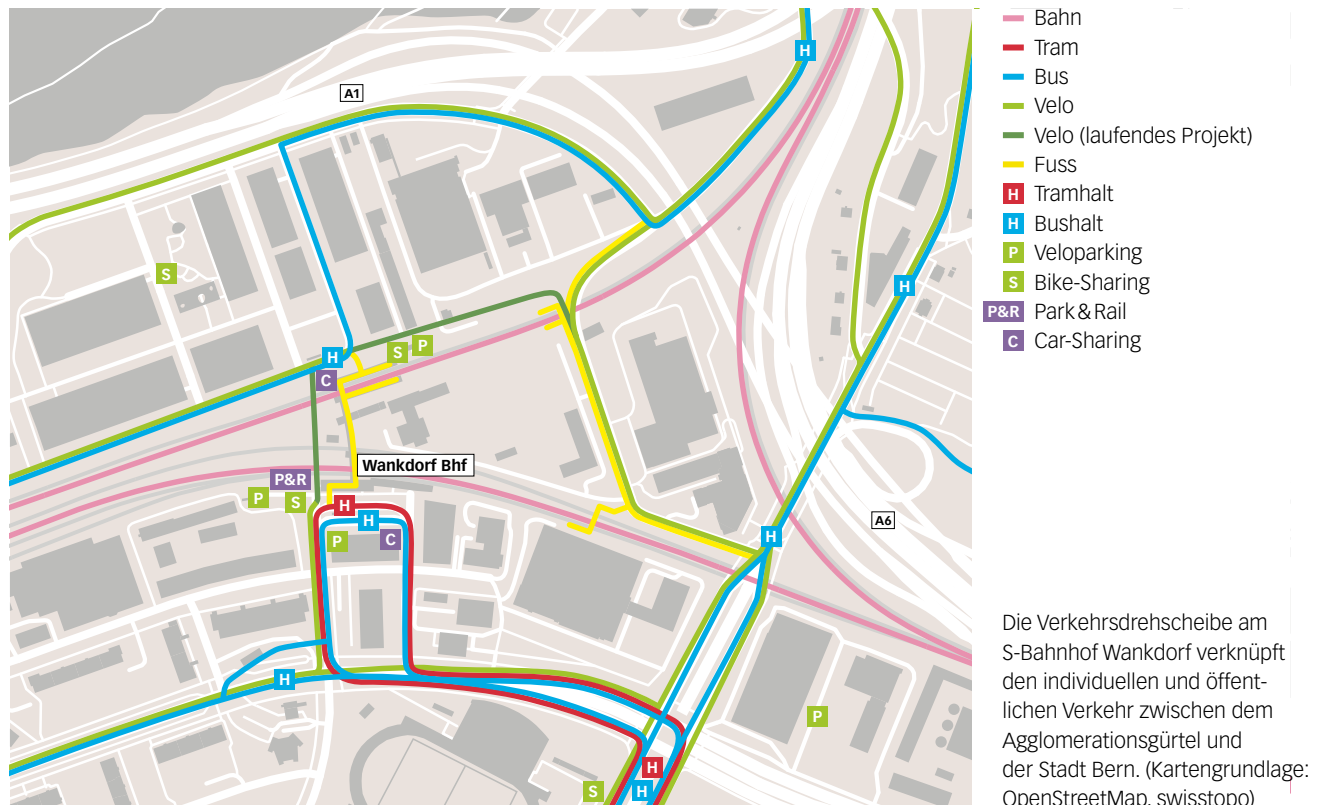 Bahn
Tram
Bus
Velo
Velo (laufendes Projekt)
Fuss
H Tramhalt
H Bushalt
P Veloparking
S Bike-Sharing
P&R Park & Rail
C Car-Sharing
H
A1
H
S
H
S
P
C
Wankdorf Bhf
P&R
P
S
H
H
P
C
A6
H
H
P
H
S
H
Die Verkehrsdrehscheibe am
S-Bahnhof Wankdorf verknüpft
den individuellen und öffent-
lichen Verkehr zwischen dem
Agglomerationsgürtel und
der Stadt Bern. (Kartengrundlage:
OpenStreetMap, swisstopo)